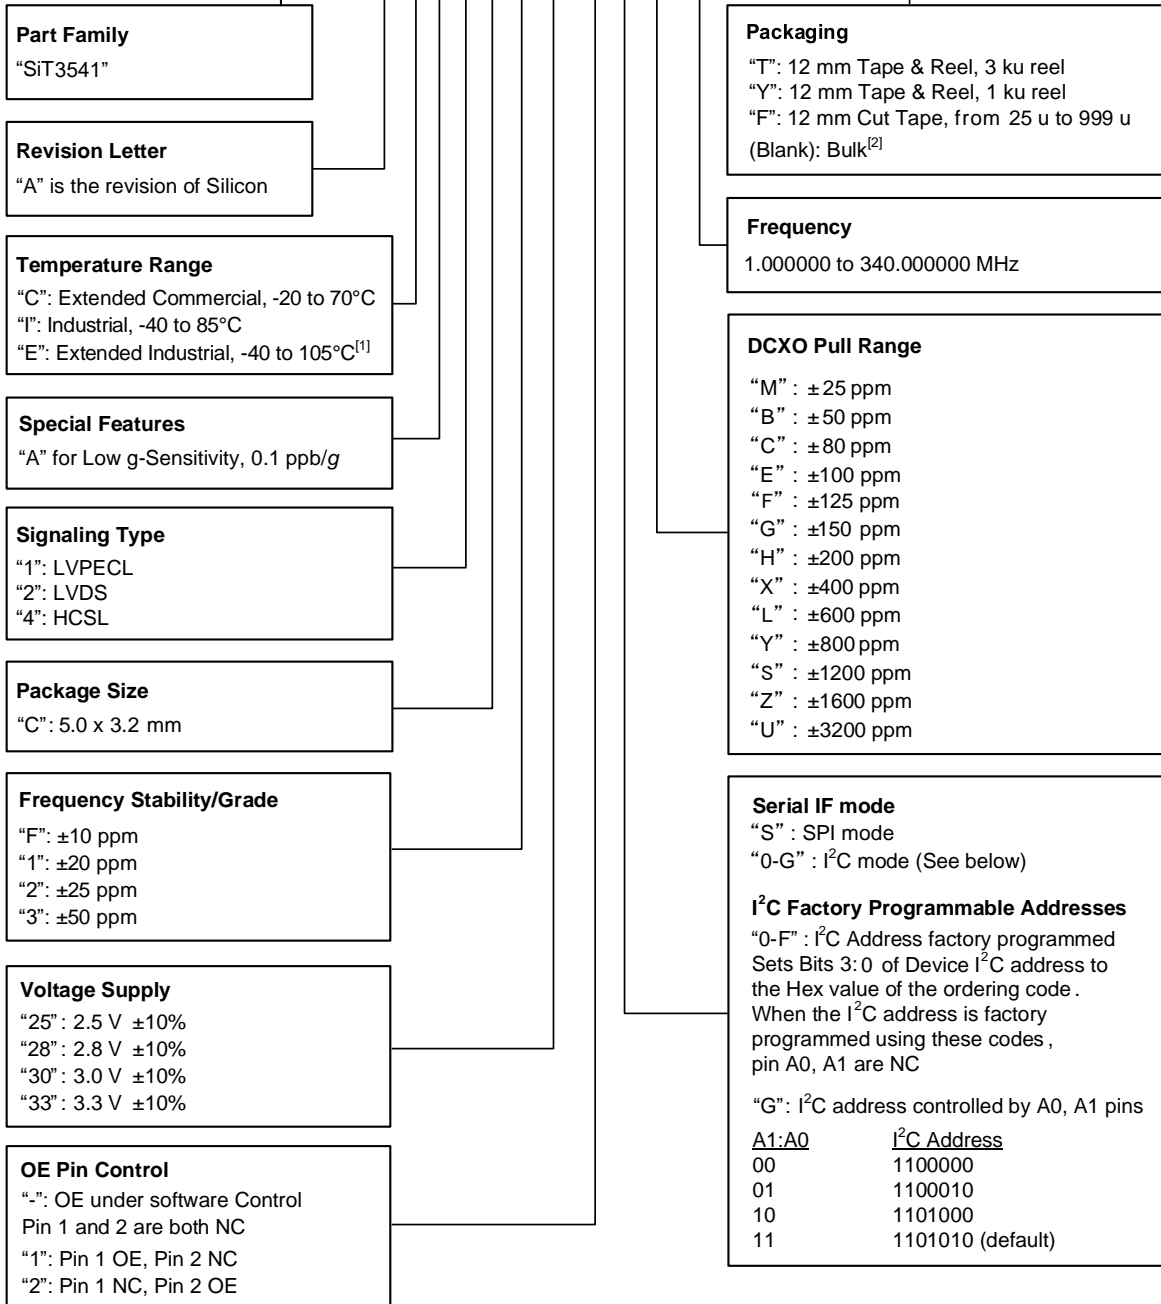 Part Family
“SiT3541”
Revision Letter
“A” is the revision of Silicon
Temperature Range
“C”: Extended Commercial, -20 to 70°C
“I”: Industrial, -40 to 85°C
“E”: Extended Industrial, -40 to 105°C[1]
Special Features
“A” for Low g-Sensitivity, 0.1 ppb/g
Signaling Type
“1”: LVPECL
“2”: LVDS
“4”: HCSL
Package Size
“C”: 5.0 x 3.2 mm
Frequency Stability/Grade
“F”: ±10 ppm
“1”: ±20 ppm
“2”: ±25 ppm
“3”: ±50 ppm
Voltage Supply
“25”: 2.5 V ±10%
“28”: 2.8 V ±10%
“30”: 3.0 V ±10%
“33”: 3.3 V ±10%
OE Pin Control
“-”: OE under software Control
Pin 1 and 2 are both NC
“1”: Pin 1 OE, Pin 2 NC
“2”: Pin 1 NC, Pin 2 OE
Packaging
“T”: 12 mm Tape & Reel, 3 ku reel
“Y”: 12 mm Tape & Reel, 1 ku reel
“F”: 12 mm Cut Tape, from 25 u to 999 u
(Blank): Bulk[2]
Frequency
1.000000 to 340.000000 MHz
DCXO Pull Range
“M” : ±25 ppm
“B” : ±50 ppm
“C” : ±80 ppm
“E” : ±100 ppm
“F” : ±125 ppm
“G” : ±150 ppm
“H” : ±200 ppm
“X” : ±400 ppm
“L” : ±600 ppm
“Y” : ±800 ppm
“S” : ±1200 ppm
“Z” : ±1600 ppm
“U” : ±3200 ppm
Serial IF mode
“S” : SPI mode
“0-G” : I²C mode (See below)
I²C Factory Programmable Addresses
“0-F” : I²C Address factory programmed
Sets Bits 3:0 of Device I²C address to
the Hex value of the ordering code.
When the I²C address is factory
programmed using these codes,
pin A0, A1 are NC
“G”: I²C address controlled by A0, A1 pins
A1:A0 I²C Address
00 1100000
01 1100010
10 1101000
11 1101010 (default)